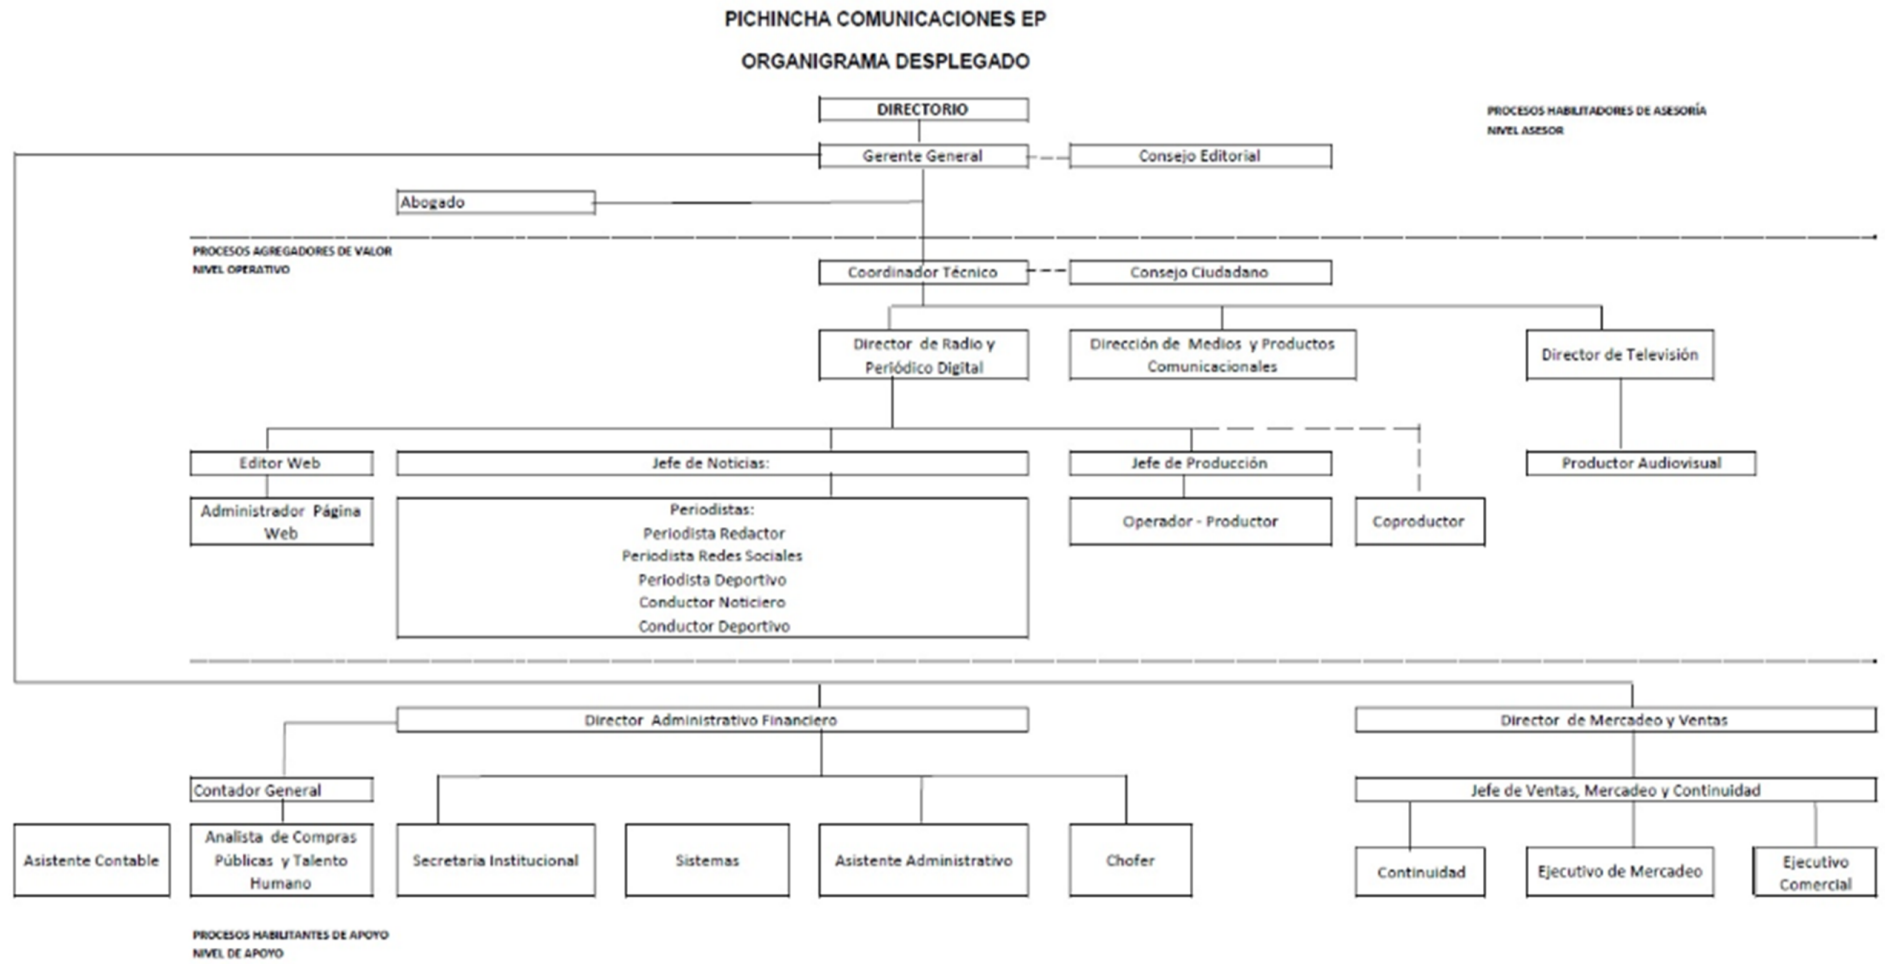 PICHINCHA COMUNICACIONES EP
ORGANIGRAMA DESPLEGADO
DIRECTORIO
PROCESOS HABILITADORES DE ASESORÍA
NIVEL ASESOR
Gerente General
Consejo Editorial
Abogado
PROCESOS AGREGADORES DE VALOR
NIVEL OPERATIVO
Coordinador Técnico
Consejo Ciudadano
Director de Radio y
Periódico Digital
Dirección de Medios y Productos
Comunicacionales
Director de Televisión
Editor Web
Jefe de Noticias:
Jefe de Producción
Productor Audiovisual
Administrador Página
Web
Periodistas:
Periodista Redactor
Periodista Redes Sociales
Periodista Deportivo
Conductor Noticiero
Conductor Deportivo
Operador - Productor
Coproductor
Director Administrativo Financiero
Director de Mercadeo y Ventas
Contador General
Jefe de Ventas, Mercadeo y Continuidad
Asistente Contable
Analista de Compras
Públicas y Talento
Humano
Secretaria Institucional
Sistemas
Asistente Administrativo
Chofer
Continuidad
Ejecutivo de Mercadeo
Ejecutivo
Comercial
PROCESOS HABILITANTES DE APOYO
NIVEL DE APOYO